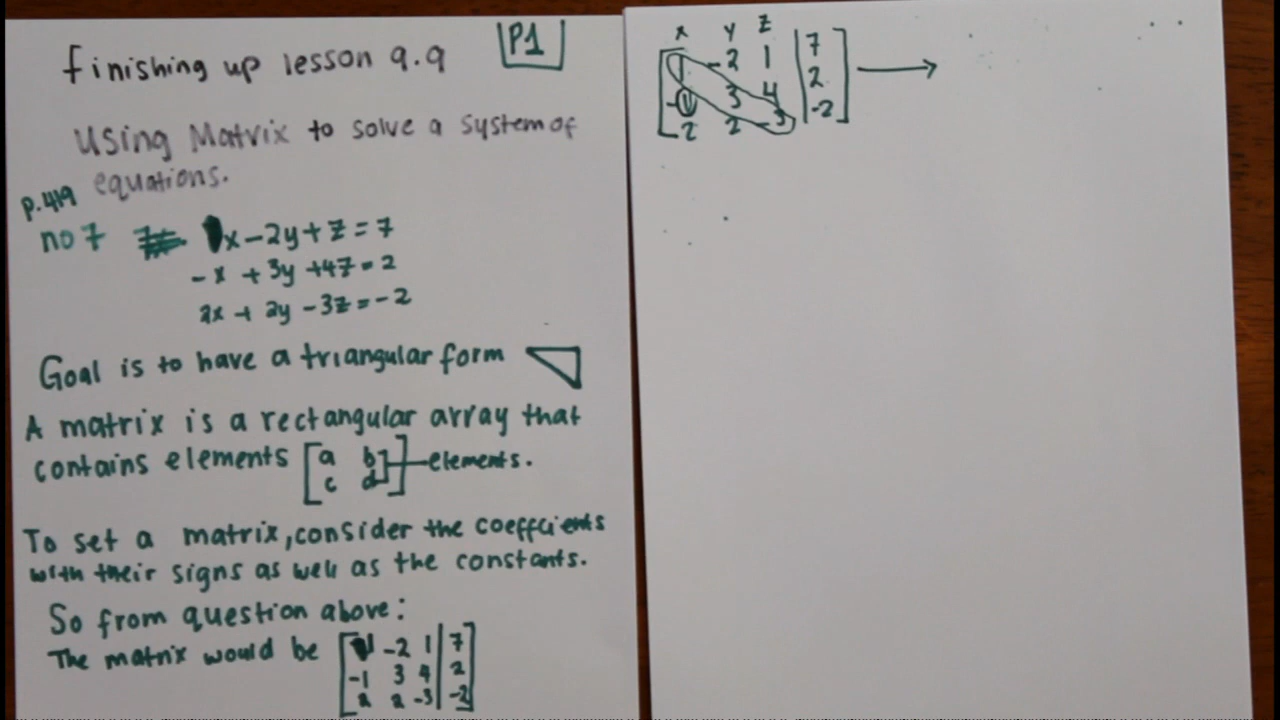 finishing up lesson 9.9
P1
Using Matrix to solve a system of
equations.
p.419
no 7 x-2y+z=7
-x +3y +4z=2
2x + 2y -3z=-2
Goal is to have a triangular form
A matrix is a rectangular array that
contains elements [a b
c d] elements.
To set a matrix, consider the coefficients
with their signs as well as the constants.
So from question above:
The matrix would be [1 -2 1 | 7
-1 3 4 | 2
2 2 -3 | -2]
x y z
[1 -2 1 | 7
-1 3 4 | 2
2 2 -3 | -2] →